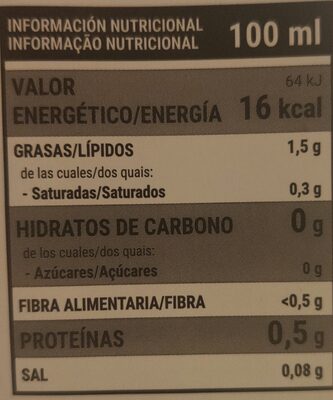 INFORMACIÓN NUTRICIONAL
INFORMAÇÃO NUTRICIONAL 100 ml
VALOR 64 kJ
ENERGÉTICO/ENERGÍA 16 kcal
GRASAS/LÍPIDOS 1,5 g
de las cuales/dos quais:
- Saturadas/Saturados 0,3 g
HIDRATOS DE CARBONO 0 g
de los cuales/dos quais:
- Azúcares/Açúcares 0 g
FIBRA ALIMENTARIA/FIBRA <0,5 g
PROTEÍNAS 0,5 g
SAL 0,08 g